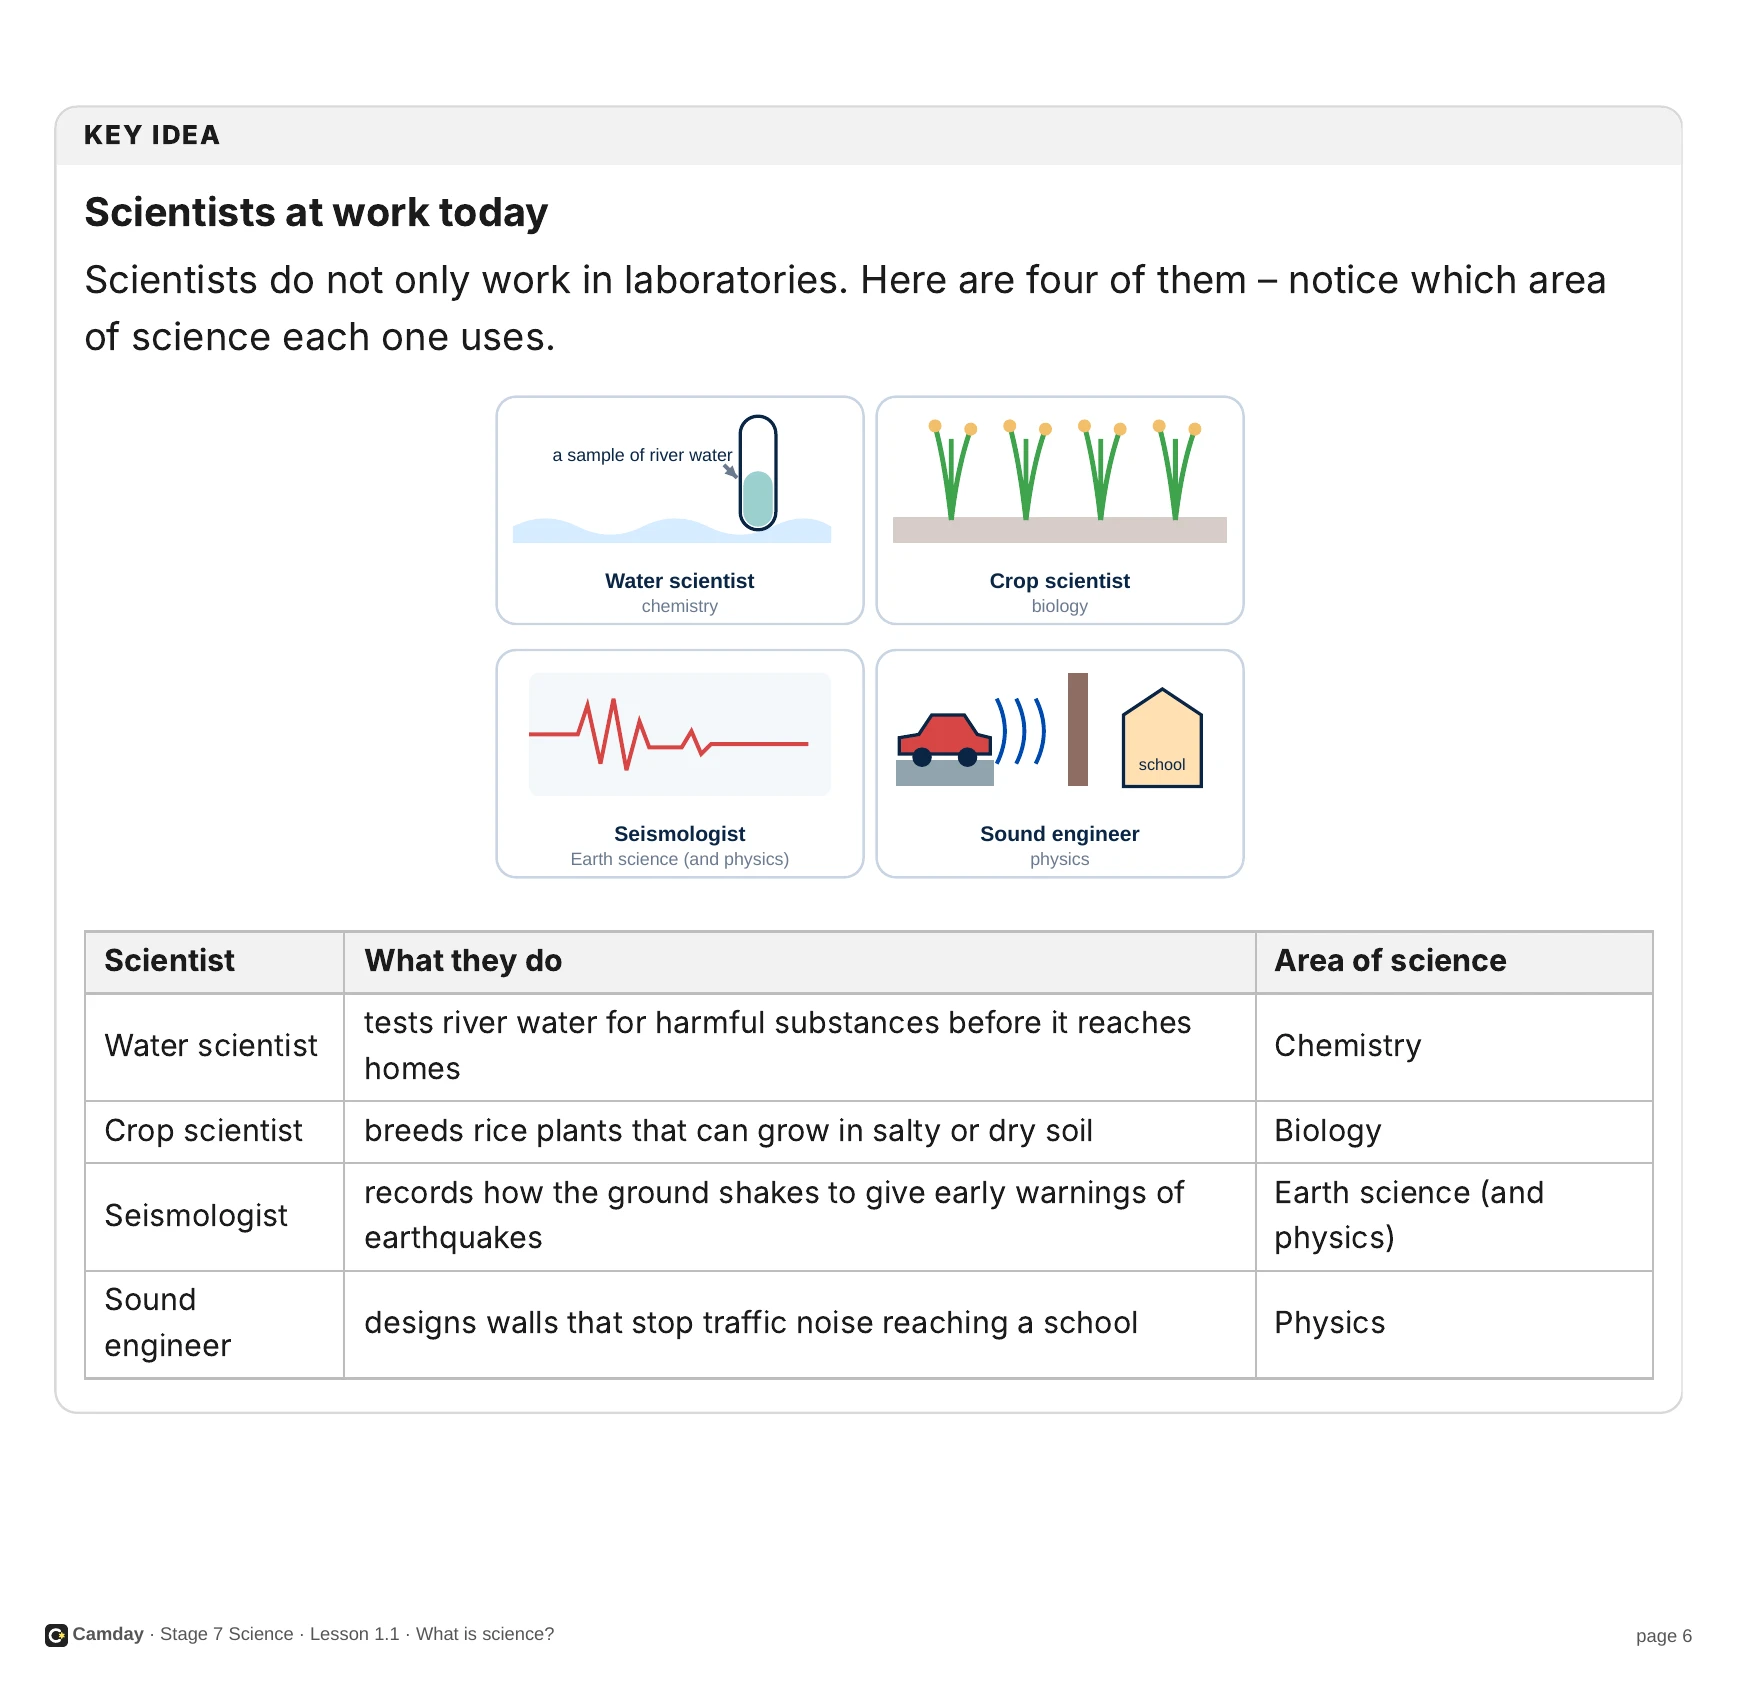 KEY IDEA
Scientists at work today
Scientists do not only work in laboratories. Here are four of them – notice which area
of science each one uses.
a sample of river water
Water scientist
chemistry
Crop scientist
biology
Seismologist
Earth science (and physics)
school
Sound engineer
physics
Scientist
What they do
Area of science
Water scientist
tests river water for harmful substances before it reaches
homes
Chemistry
Crop scientist
breeds rice plants that can grow in salty or dry soil
Biology
Seismologist
records how the ground shakes to give early warnings of
earthquakes
Earth science (and
physics)
Sound
engineer
designs walls that stop traffic noise reaching a school
Physics
Camday · Stage 7 Science · Lesson 1.1 · What is science?
page 6